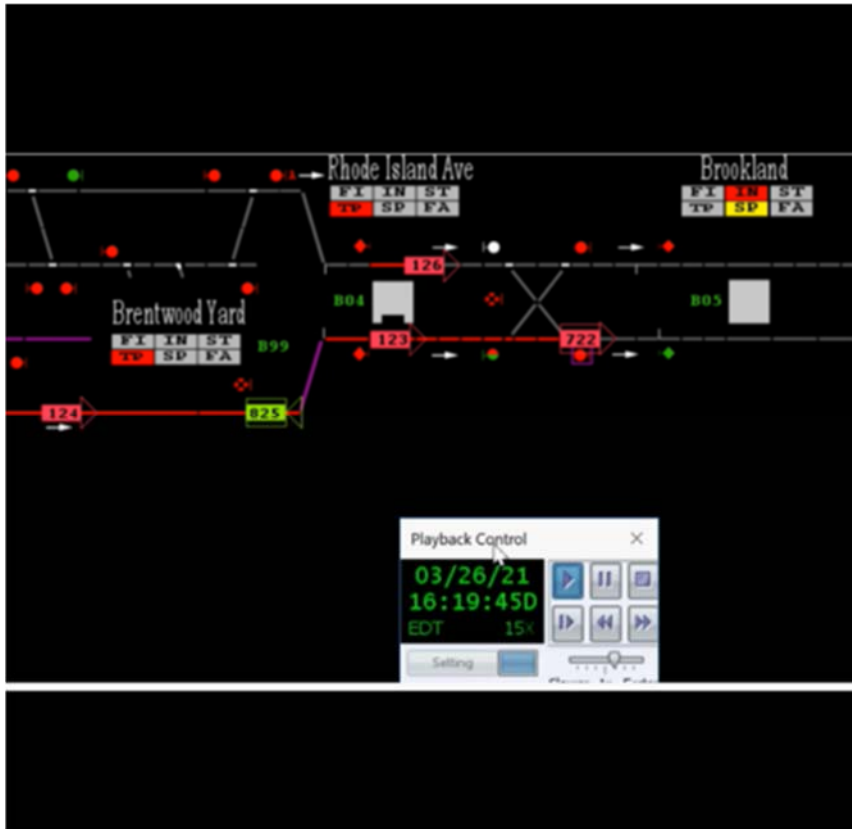 Rhode Island Ave
FI IN ST
TP SP FA
Brookland
FI IN ST
TP SP FA
126
B04
B05
Brentwood Yard
FI IN ST
TP SP FA
B99
123
722
124
825
Playback Control
03/26/21
16:19:45D
EDT 15X
Setting